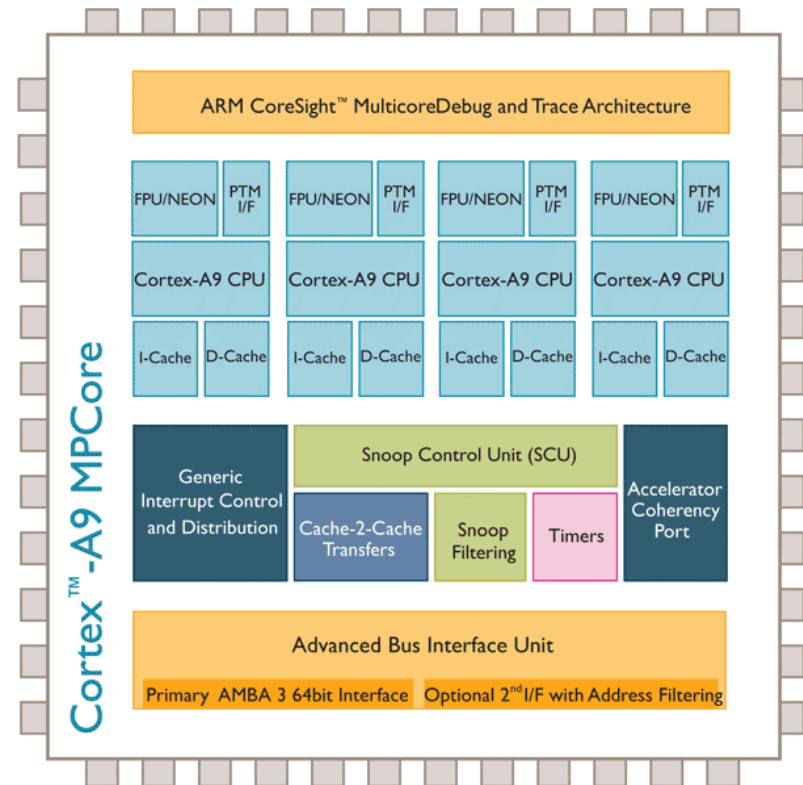 ARM CoreSight™ MulticoreDebug and Trace Architecture
FPU/NEON
PTM
I/F
FPU/NEON
PTM
I/F
FPU/NEON
PTM
I/F
FPU/NEON
PTM
I/F
Cortex-A9 CPU
Cortex-A9 CPU
Cortex-A9 CPU
Cortex-A9 CPU
I-Cache
D-Cache
I-Cache
D-Cache
I-Cache
D-Cache
I-Cache
D-Cache
Cortex™-A9 MPCore
Generic
Interrupt Control
and Distribution
Snoop Control Unit (SCU)
Cache-2-Cache
Transfers
Snoop
Filtering
Timers
Accelerator
Coherency
Port
Advanced Bus Interface Unit
Primary AMBA 3 64bit Interface
Optional 2nd I/F with Address Filtering